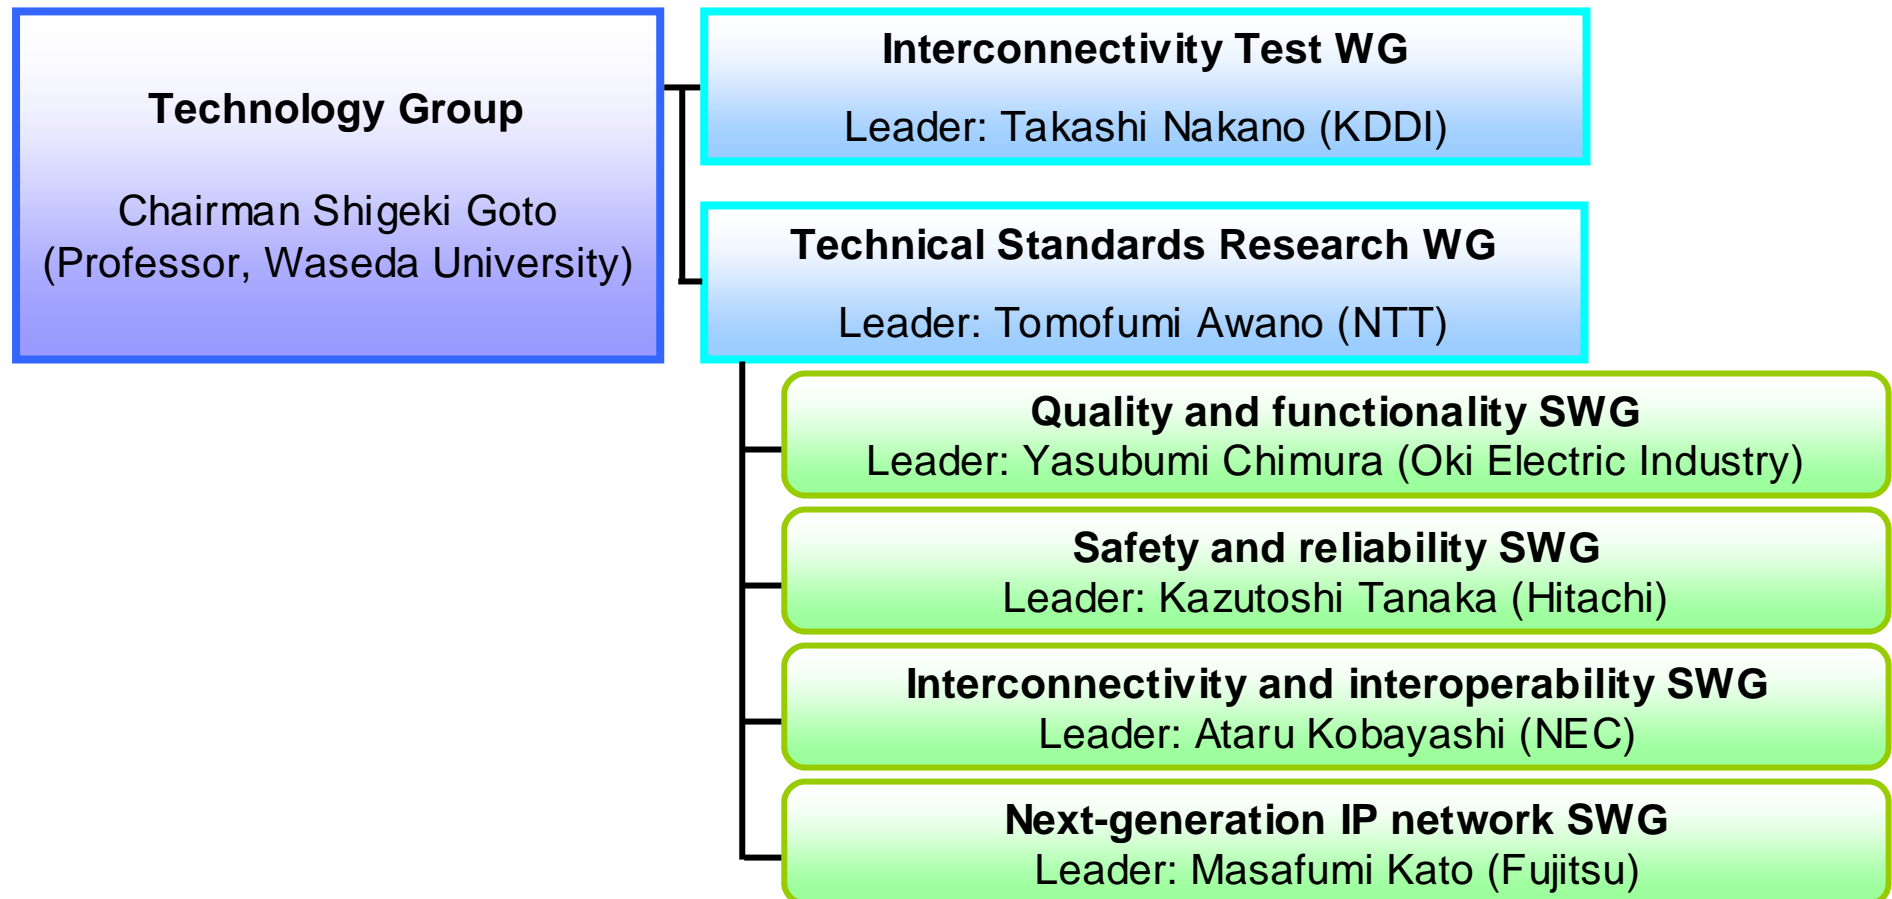 Technology Group
Chairman Shigeki Goto
(Professor, Waseda University)
Interconnectivity Test WG
Leader: Takashi Nakano (KDDI)
Technical Standards Research WG
Leader: Tomofumi Awano (NTT)
Quality and functionality SWG
Leader: Yasubumi Chimura (Oki Electric Industry)
Safety and reliability SWG
Leader: Kazutoshi Tanaka (Hitachi)
Interconnectivity and interoperability SWG
Leader: Ataru Kobayashi (NEC)
Next-generation IP network SWG
Leader: Masafumi Kato (Fujitsu)